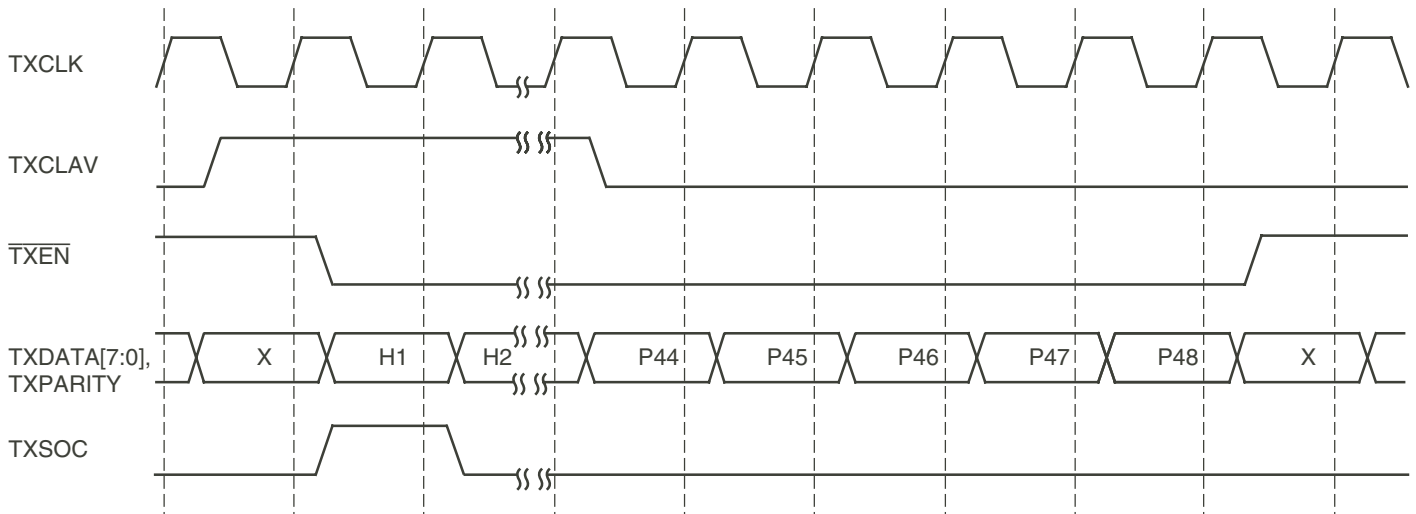 TXCLK
TXCLAV
TXEN
TXDATA[7:0],
TXPARITY
X H1 H2 P44 P45 P46 P47 P48 X
TXSOC